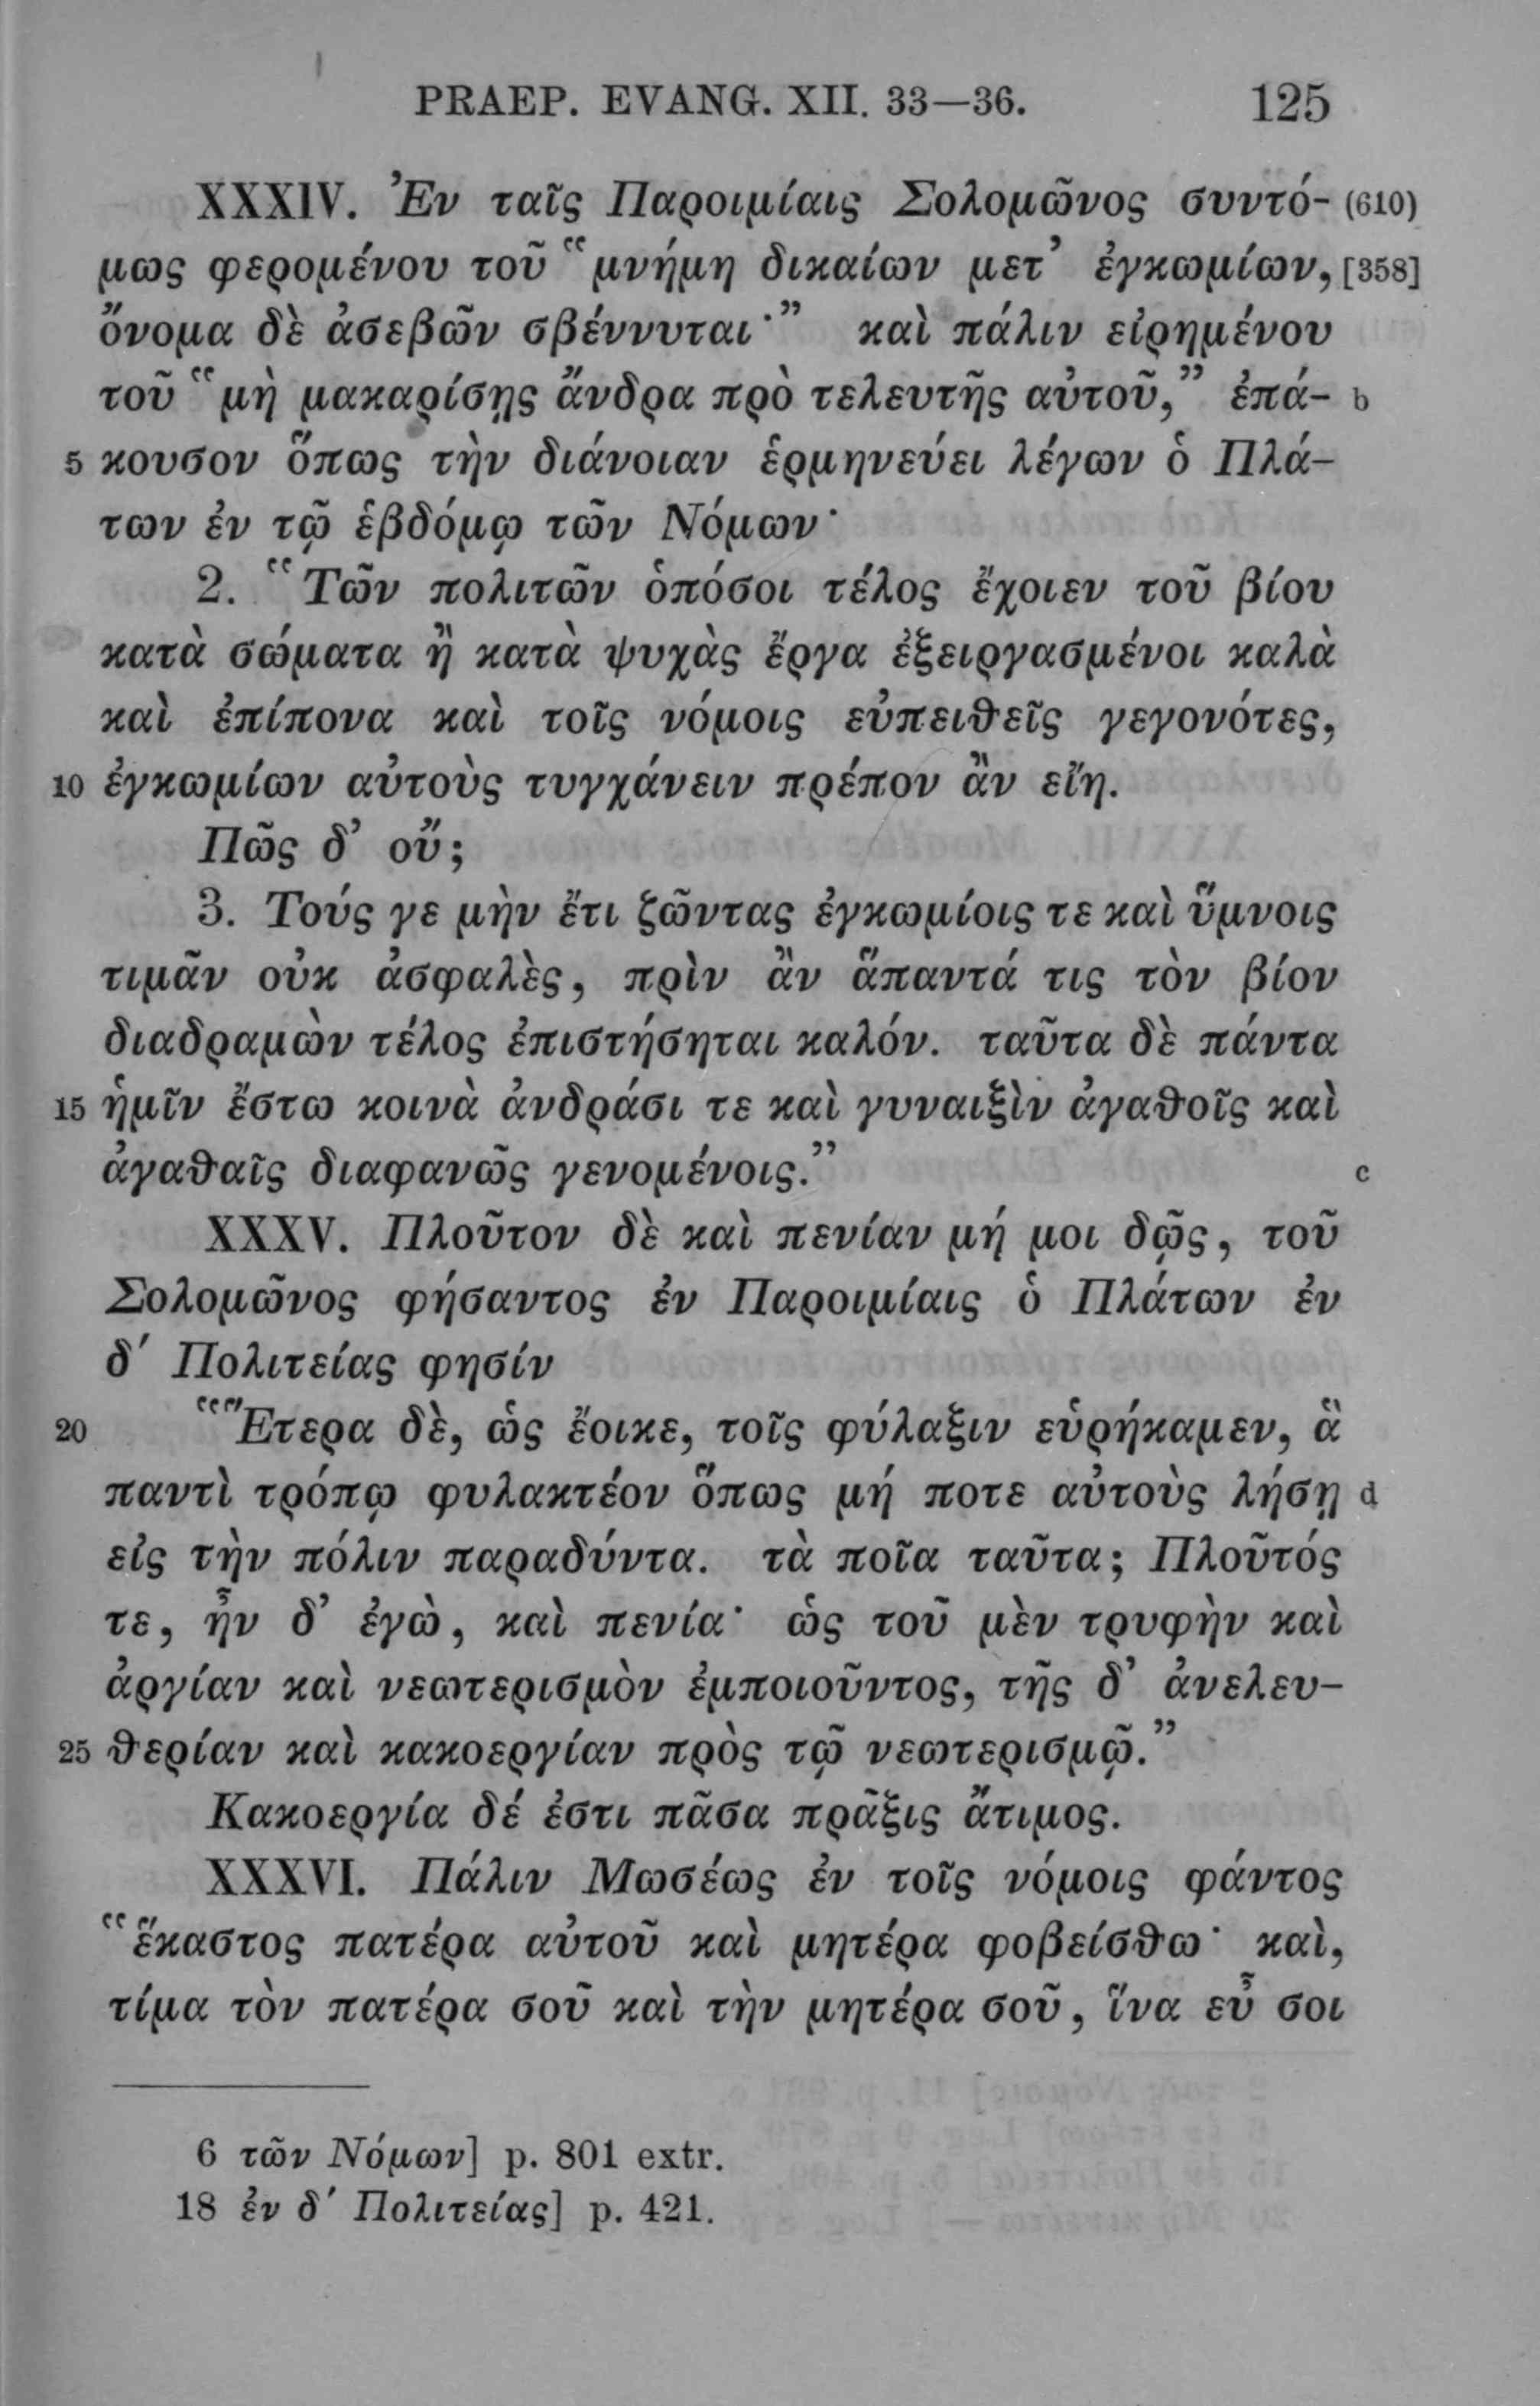 PRAEP. EVANG. XII. 33—36. 125
XXXIV. Ἐν ταῖς Παροιμίαις Σολομῶνος συντό- (610)
μως φερομένου τοῦ “μνήμη δικαίων μετ’ ἐγκωμίων, [358]
ὄνομα δὲ ἀσεβῶν σβέννυται·” καὶ πάλιν εἰρημένου
τοῦ “μὴ μακαρίσῃς ἄνδρα πρὸ τελευτῆς αὐτοῦ,” ἐπά- b
5 κουσον ὅπως τὴν διάνοιαν ἑρμηνεύει λέγων ὁ Πλά-
των ἐν τῷ ἑβδόμῳ τῶν Νόμων·
2. “Τῶν πολιτῶν ὁπόσοι τέλος ἔχοιεν τοῦ βίου
κατὰ σώματα ἢ κατὰ ψυχὰς ἔργα ἐξειργασμένοι καλὰ
καὶ ἐπίπονα καὶ τοῖς νόμοις εὐπειθεῖς γεγονότες,
10 ἐγκωμίων αὐτοὺς τυγχάνειν πρέπον ἂν εἴη.
Πῶς δ’ οὔ;
3. Τούς γε μὴν ἔτι ζῶντας ἐγκωμίοις τε καὶ ὕμνοις
τιμᾶν οὐκ ἀσφαλὲς, πρὶν ἂν ἅπαντά τις τὸν βίον
διαδραμὼν τέλος ἐπιστήσηται καλόν. ταῦτα δὲ πάντα
15 ἡμῖν ἔστω κοινὰ ἀνδράσι τε καὶ γυναιξὶν ἀγαθοῖς καὶ
ἀγαθαῖς διαφανῶς γενομένοις.” c
XXXV. Πλοῦτον δὲ καὶ πενίαν μή μοι δῷς, τοῦ
Σολομῶνος φήσαντος ἐν Παροιμίαις ὁ Πλάτων ἐν
δ′ Πολιτείας φησίν
20 “Ἕτερα δὲ, ὡς ἔοικε, τοῖς φύλαξιν εὑρήκαμεν, ἃ
παντὶ τρόπῳ φυλακτέον ὅπως μή ποτε αὐτοὺς λήσῃ d
εἰς τὴν πόλιν παραδύντα. τὰ ποῖα ταῦτα; Πλοῦτός
τε, ἦν δ’ ἐγὼ, καὶ πενία· ὡς τοῦ μὲν τρυφὴν καὶ
ἀργίαν καὶ νεωτερισμὸν ἐμποιοῦντος, τῆς δ’ ἀνελευ-
25 θερίαν καὶ κακοεργίαν πρὸς τῷ νεωτερισμῷ.”
Κακοεργία δέ ἐστι πᾶσα πρᾶξις ἄτιμος.
XXXVI. Πάλιν Μωσέως ἐν τοῖς νόμοις φάντος
“ἕκαστος πατέρα αὐτοῦ καὶ μητέρα φοβείσθω· καὶ,
τίμα τὸν πατέρα σοῦ καὶ τὴν μητέρα σοῦ, ἵνα εὖ σοι
6 τῶν Νόμων] p. 801 extr.
18 ἐν δ′ Πολιτείας] p. 421.